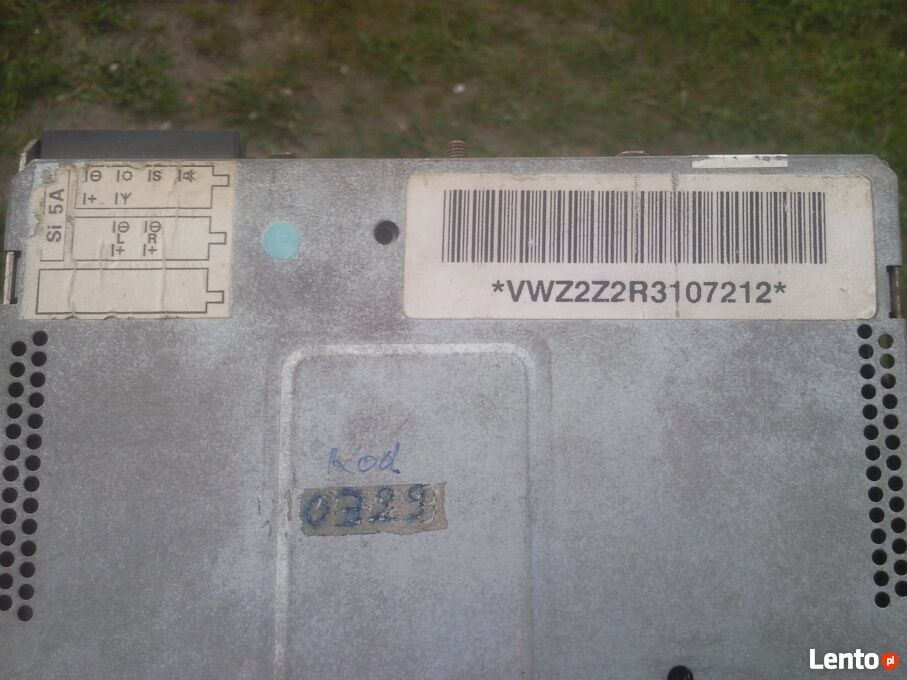 Si 5A
S
L R
*VWZ2Z2R3107212*
Kod
0329
Lento.pl